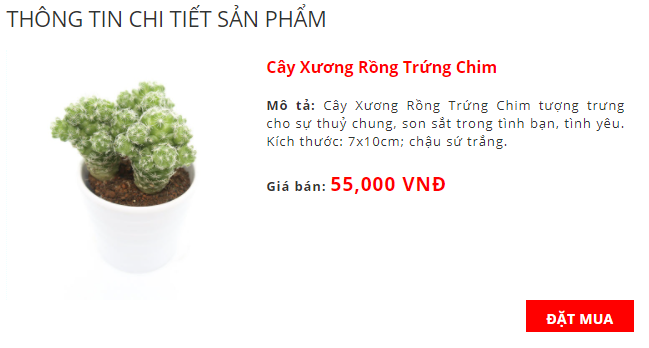 THÔNG TIN CHI TIẾT SẢN PHẨM
Cây Xương Rồng Trứng Chim
Mô tả: Cây Xương Rồng Trứng Chim tượng trưng
cho sự thuỷ chung, son sắt trong tình bạn, tình yêu.
Kích thước: 7x10cm; chậu sứ trắng.
Giá bán: 55,000 VNĐ
ĐẶT MUA